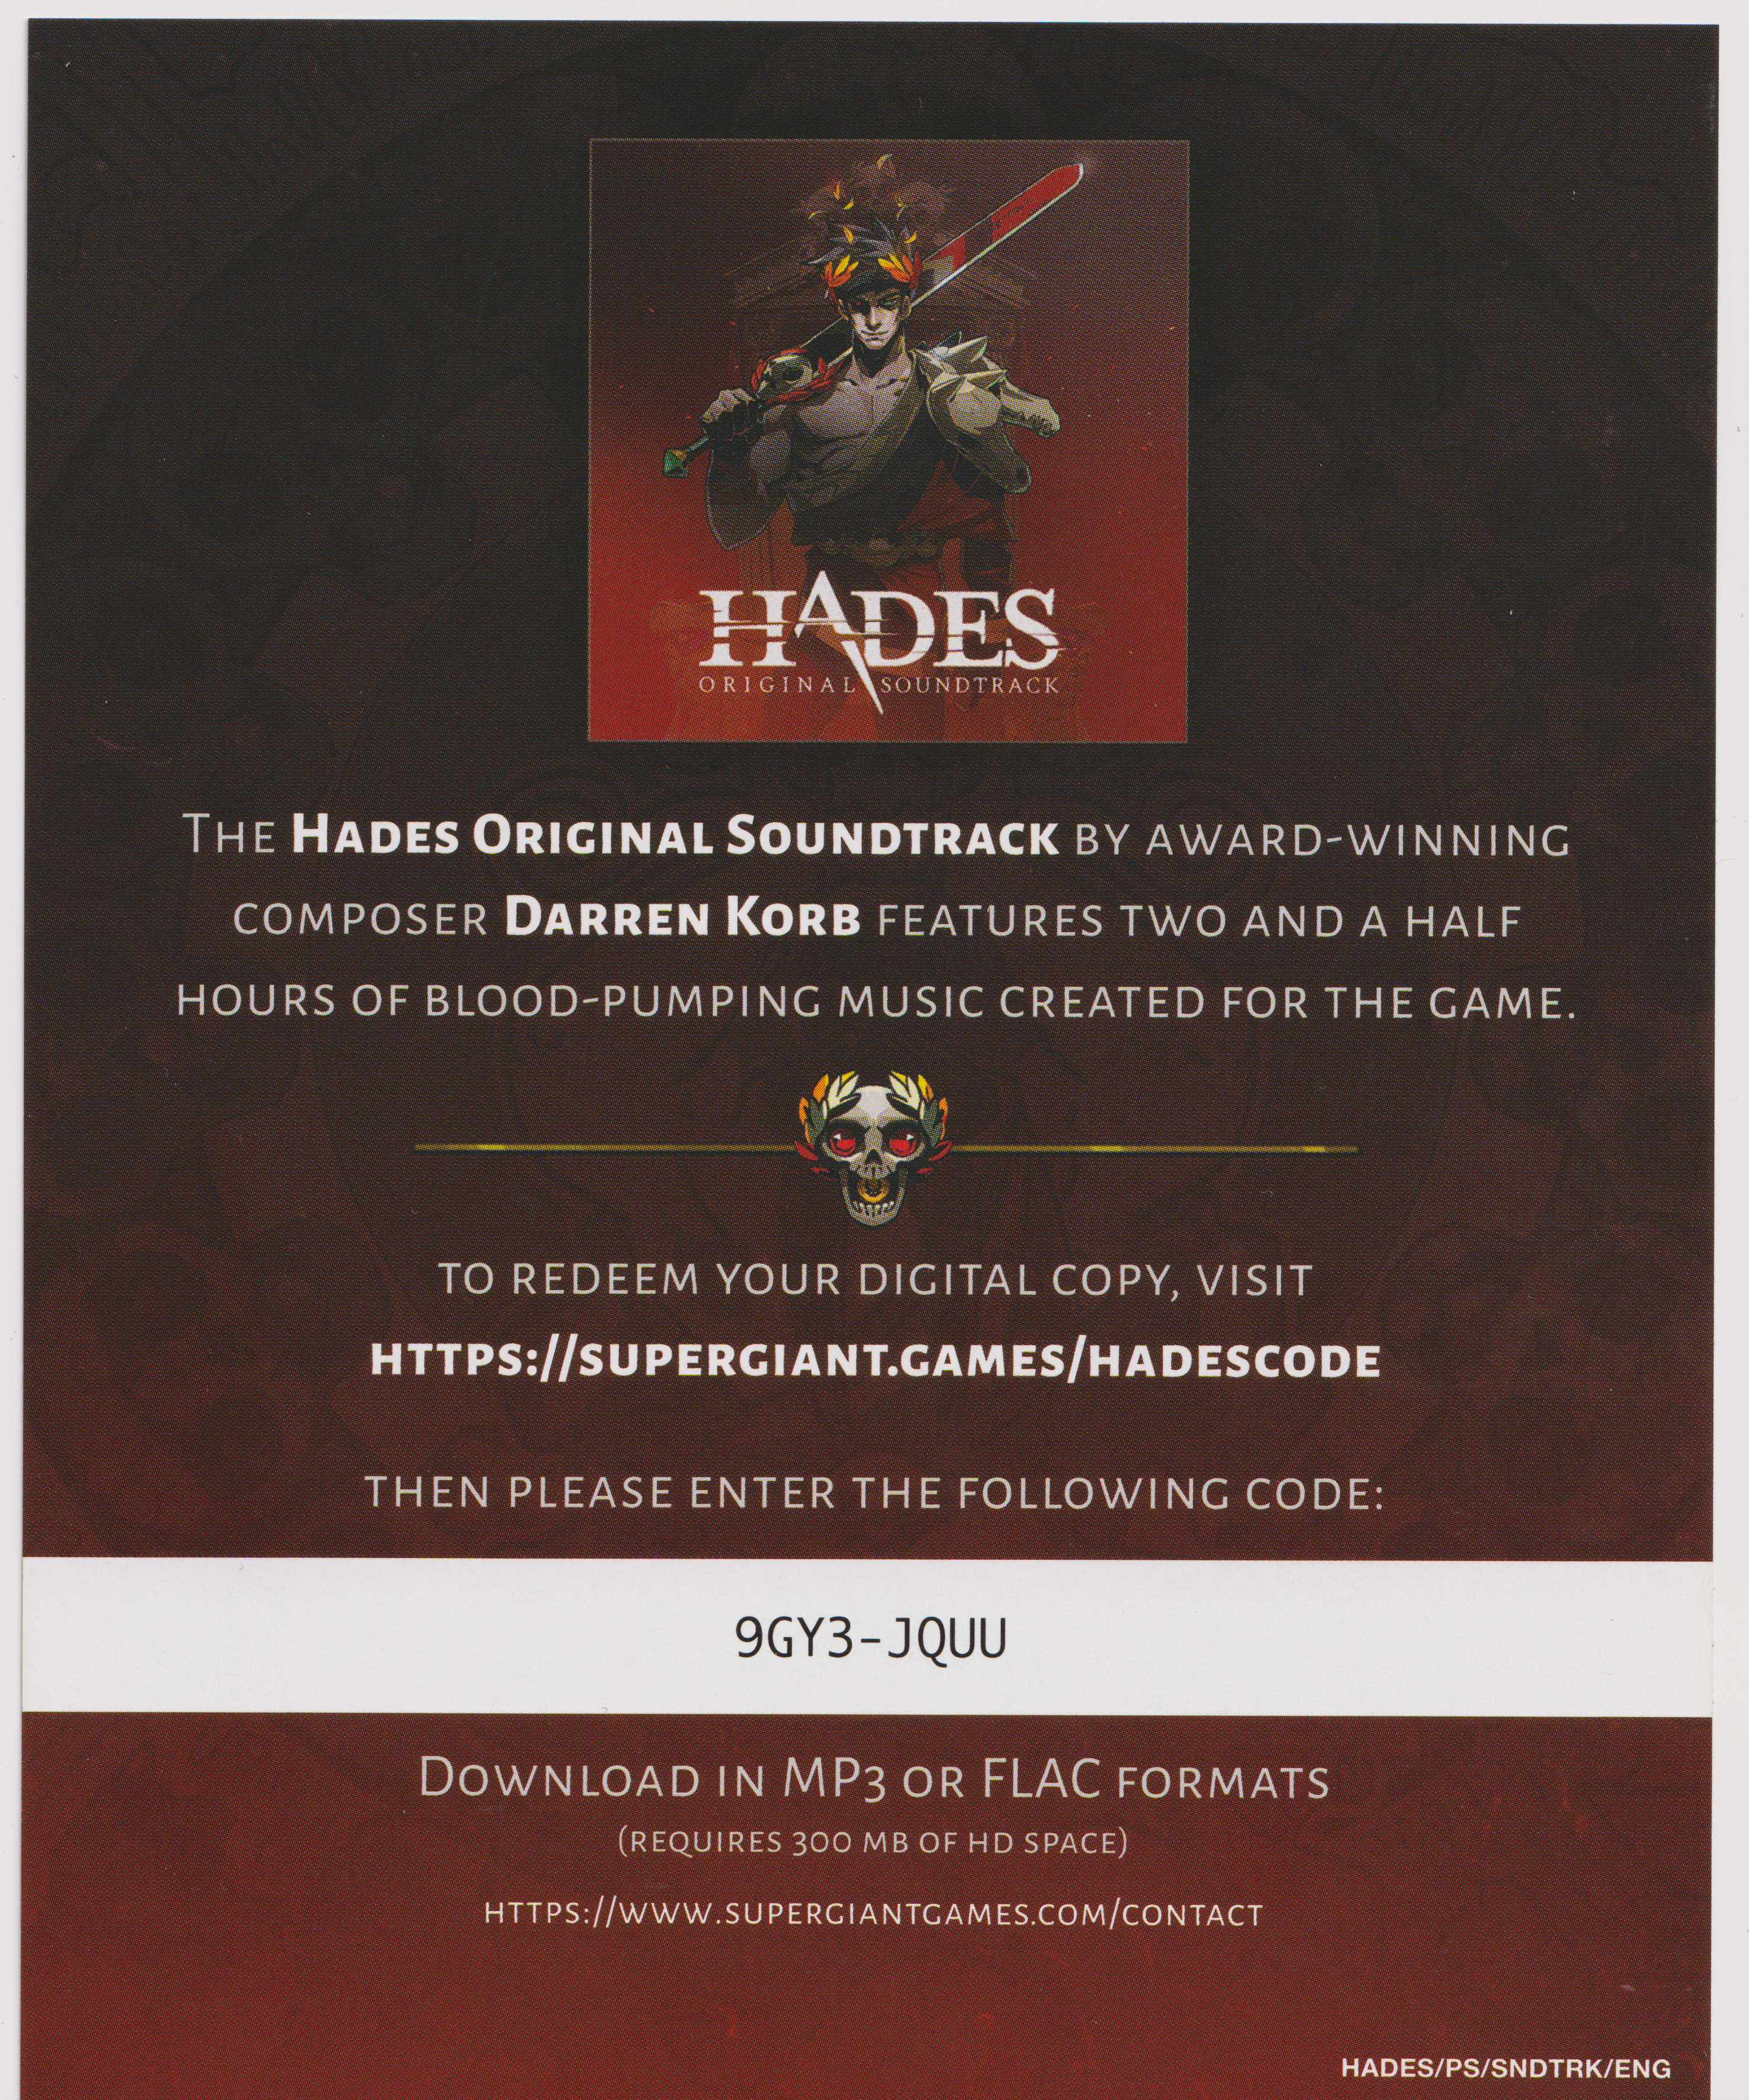 HADES
ORIGINAL SOUNDTRACK
The Hades Original Soundtrack by award-winning
composer Darren Korb features two and a half
hours of blood-pumping music created for the game.
to redeem your digital copy, visit
https://supergiant.games/hadescode
then please enter the following code:
9GY3-JQUU
Download in MP3 or FLAC formats
(requires 300 MB of HD space)
https://www.supergiantgames.com/contact
HADES/PS/SNDTRK/ENG